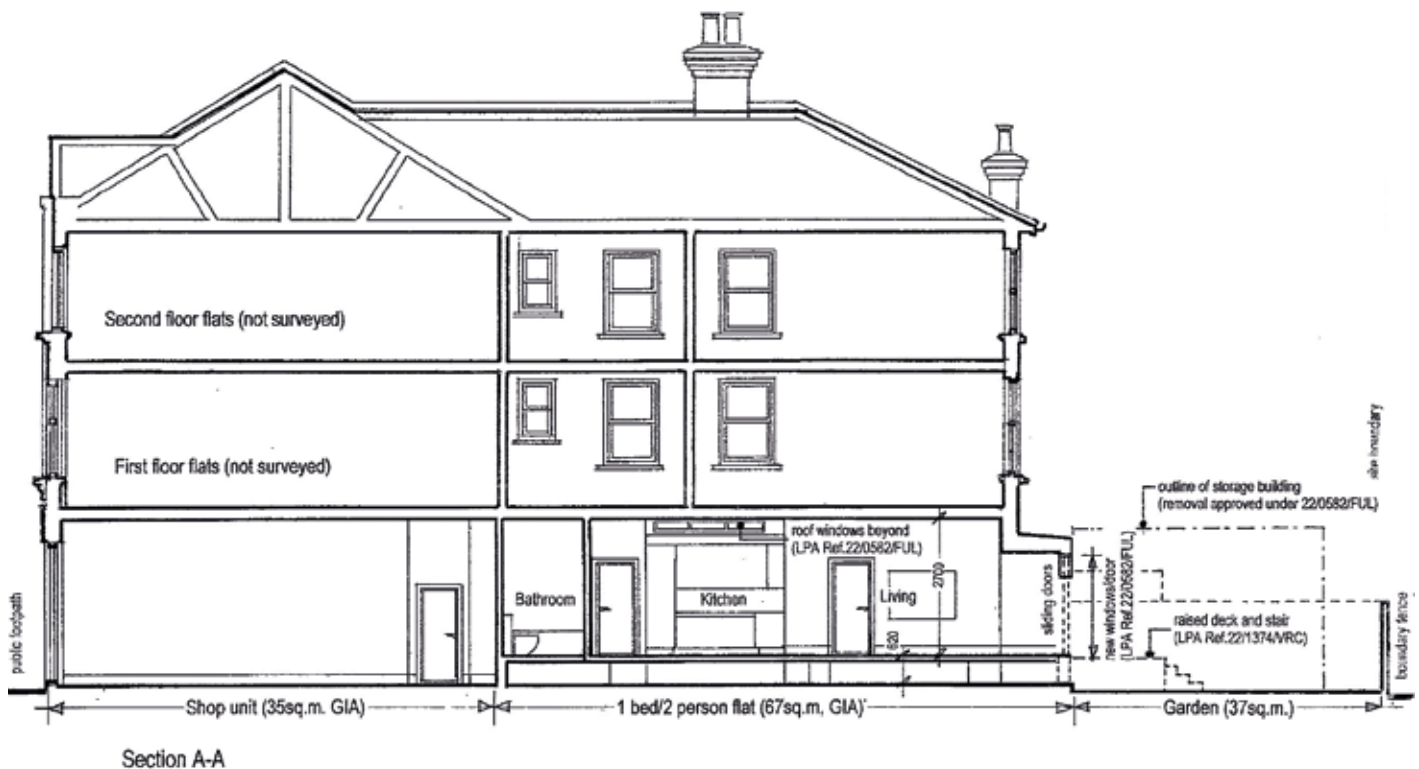 Second floor flats (not surveyed)
First floor flats (not surveyed)
site boundary
outline of storage building
(removal approved under 22/0582/FUL)
roof windows beyond
(LPA Ref.22/0582/FUL)
Bathroom
Kitchen
Living
2700
620
sliding doors
new windows/door
(LPA Ref.22/0582/FUL)
raised deck and stair
(LPA Ref.22/1374/VRC)
public footpath
boundary fence
Shop unit (35sq.m. GIA)
1 bed/2 person flat (67sq.m, GIA)
Garden (37sq.m.)
Section A-A